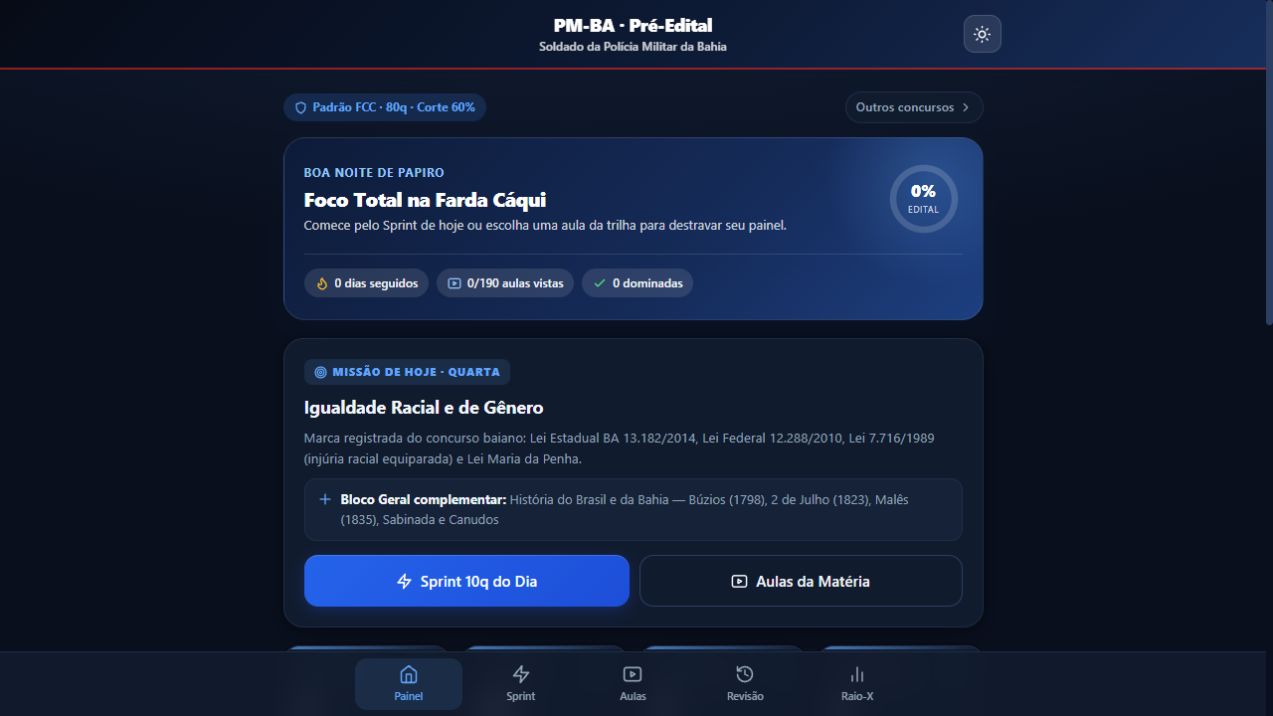 PM-BA · Pré-Edital
Soldado da Polícia Militar da Bahia
Padrão FCC · 80q · Corte 60%
Outros concursos
BOA NOITE DE PAPIRO
Foco Total na Farda Cáqui
Comece pelo Sprint de hoje ou escolha uma aula da trilha para destravar seu painel.
0%
EDITAL
0 dias seguidos
0/190 aulas vistas
0 dominadas
MISSÃO DE HOJE · QUARTA
Igualdade Racial e de Gênero
Marca registrada do concurso baiano: Lei Estadual BA 13.182/2014, Lei Federal 12.288/2010, Lei 7.716/1989
(injúria racial equiparada) e Lei Maria da Penha.
Bloco Geral complementar: História do Brasil e da Bahia — Búzios (1798), 2 de Julho (1823), Malês
(1835), Sabinada e Canudos
Sprint 10q do Dia
Aulas da Matéria
Painel
Sprint
Aulas
Revisão
Raio-X